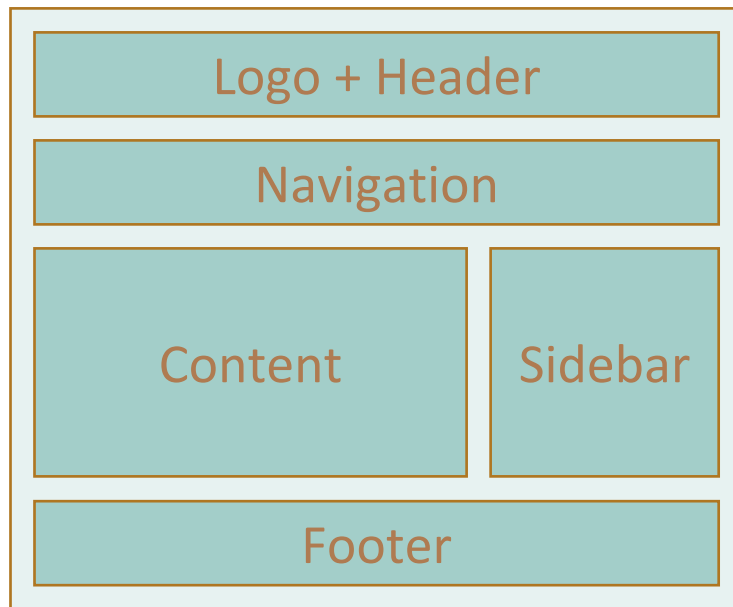 Logo + Header
Navigation
Content
Sidebar
Footer